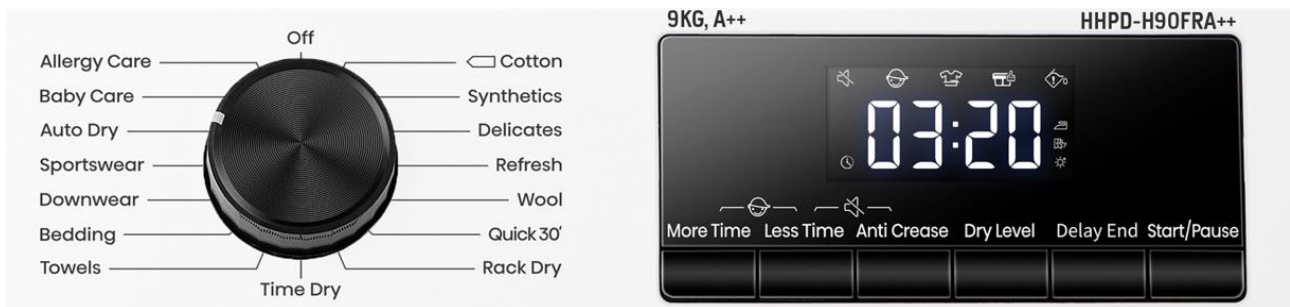 9KG, A++
HHPD-H90FRA++
Off
Allergy Care
Cotton
Baby Care
Synthetics
Auto Dry
Delicates
Sportswear
Refresh
Downwear
Wool
Bedding
Quick 30'
Towels
Rack Dry
Time Dry
03:20
More Time Less Time Anti Crease Dry Level Delay End Start/Pause